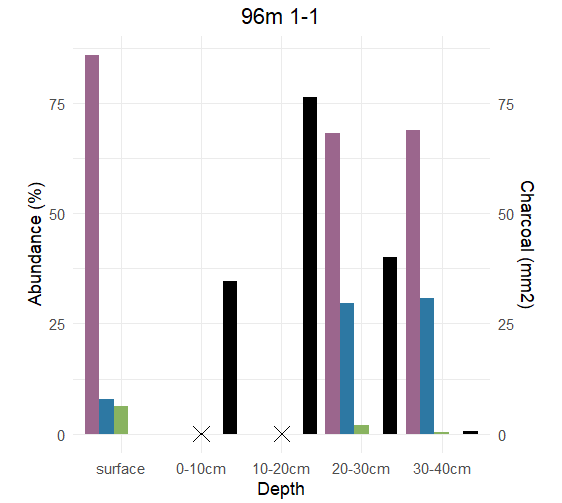 96m 1-1
Abundance (%)
75
50
25
0
75
50
25
0
Charcoal (mm2)
surface 0-10cm 10-20cm 20-30cm 30-40cm
Depth